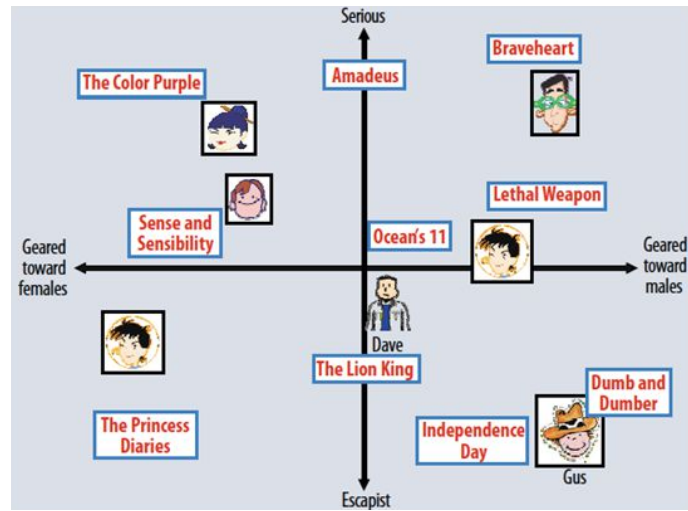 Serious
Braveheart
Amadeus
The Color Purple
Lethal Weapon
Sense and
Sensibility
Ocean's 11
Geared
toward
females
Geared
toward
males
Dave
The Lion King
Dumb and
Dumber
The Princess
Diaries
Independence
Day
Gus
Escapist